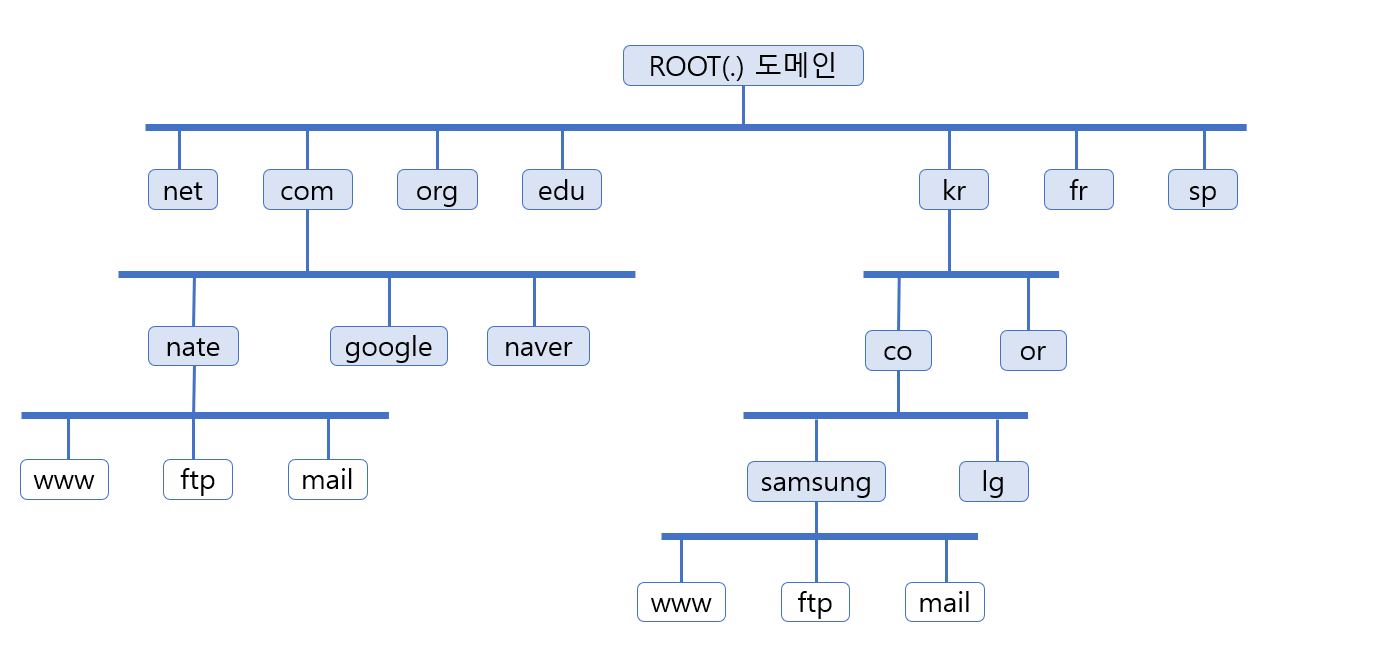 ROOT(.) 도메인
net com org edu kr fr sp
nate google naver co or
www ftp mail samsung lg
www ftp mail